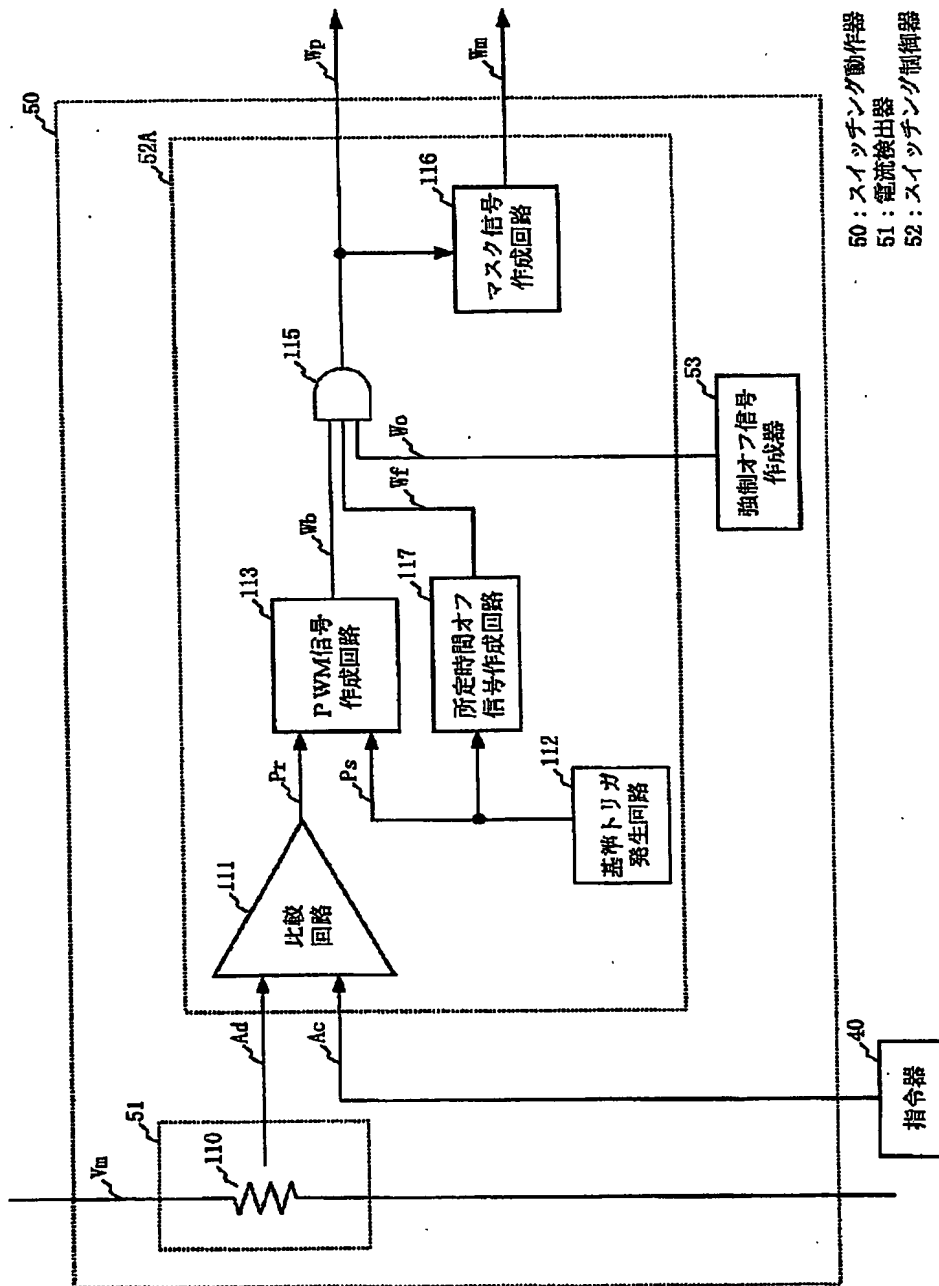 50
52A
51
Vm
110
Ad
Ac
40
指令器
111
比較
回路
Pr
Ps
112
基準トリガ
発生回路
113
PWM信号
作成回路
117
所定時間オフ
信号作成回路
Wb
Wf
Wo
115
53
強制オフ信号
作成器
116
マスク信号
作成回路
Wp
Wm
50：スイッチング動作器
51：電流検出器
52：スイッチング制御器